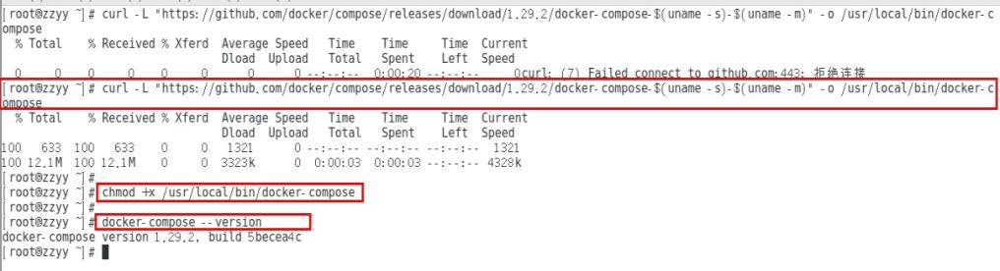 [root@zzyy ~]# curl -L "https://github.com/docker/compose/releases/download/1.29.2/docker-compose-$(uname -s)-$(uname -m)" -o /usr/local/bin/docker-c
ompose
% Total % Received % Xferd Average Speed Time Time Time Current
Dload Upload Total Spent Left Speed
0 0 0 0 0 0 0 0 --:--:-- 0:00:20 --:--:-- 0curl: (7) Failed connect to github.com:443; 拒绝连接
[root@zzyy ~]# curl -L "https://github.com/docker/compose/releases/download/1.29.2/docker-compose-$(uname -s)-$(uname -m)" -o /usr/local/bin/docker-c
ompose
% Total % Received % Xferd Average Speed Time Time Time Current
Dload Upload Total Spent Left Speed
100 633 100 633 0 0 1321 0 --:--:-- --:--:-- --:--:-- 1321
100 12.1M 100 12.1M 0 0 3323k 0 0:00:03 0:00:03 --:--:-- 4328k
[root@zzyy ~]#
[root@zzyy ~]# chmod +x /usr/local/bin/docker-compose
[root@zzyy ~]#
[root@zzyy ~]# docker-compose --version
docker-compose version 1.29.2, build 5becea4c
[root@zzyy ~]#